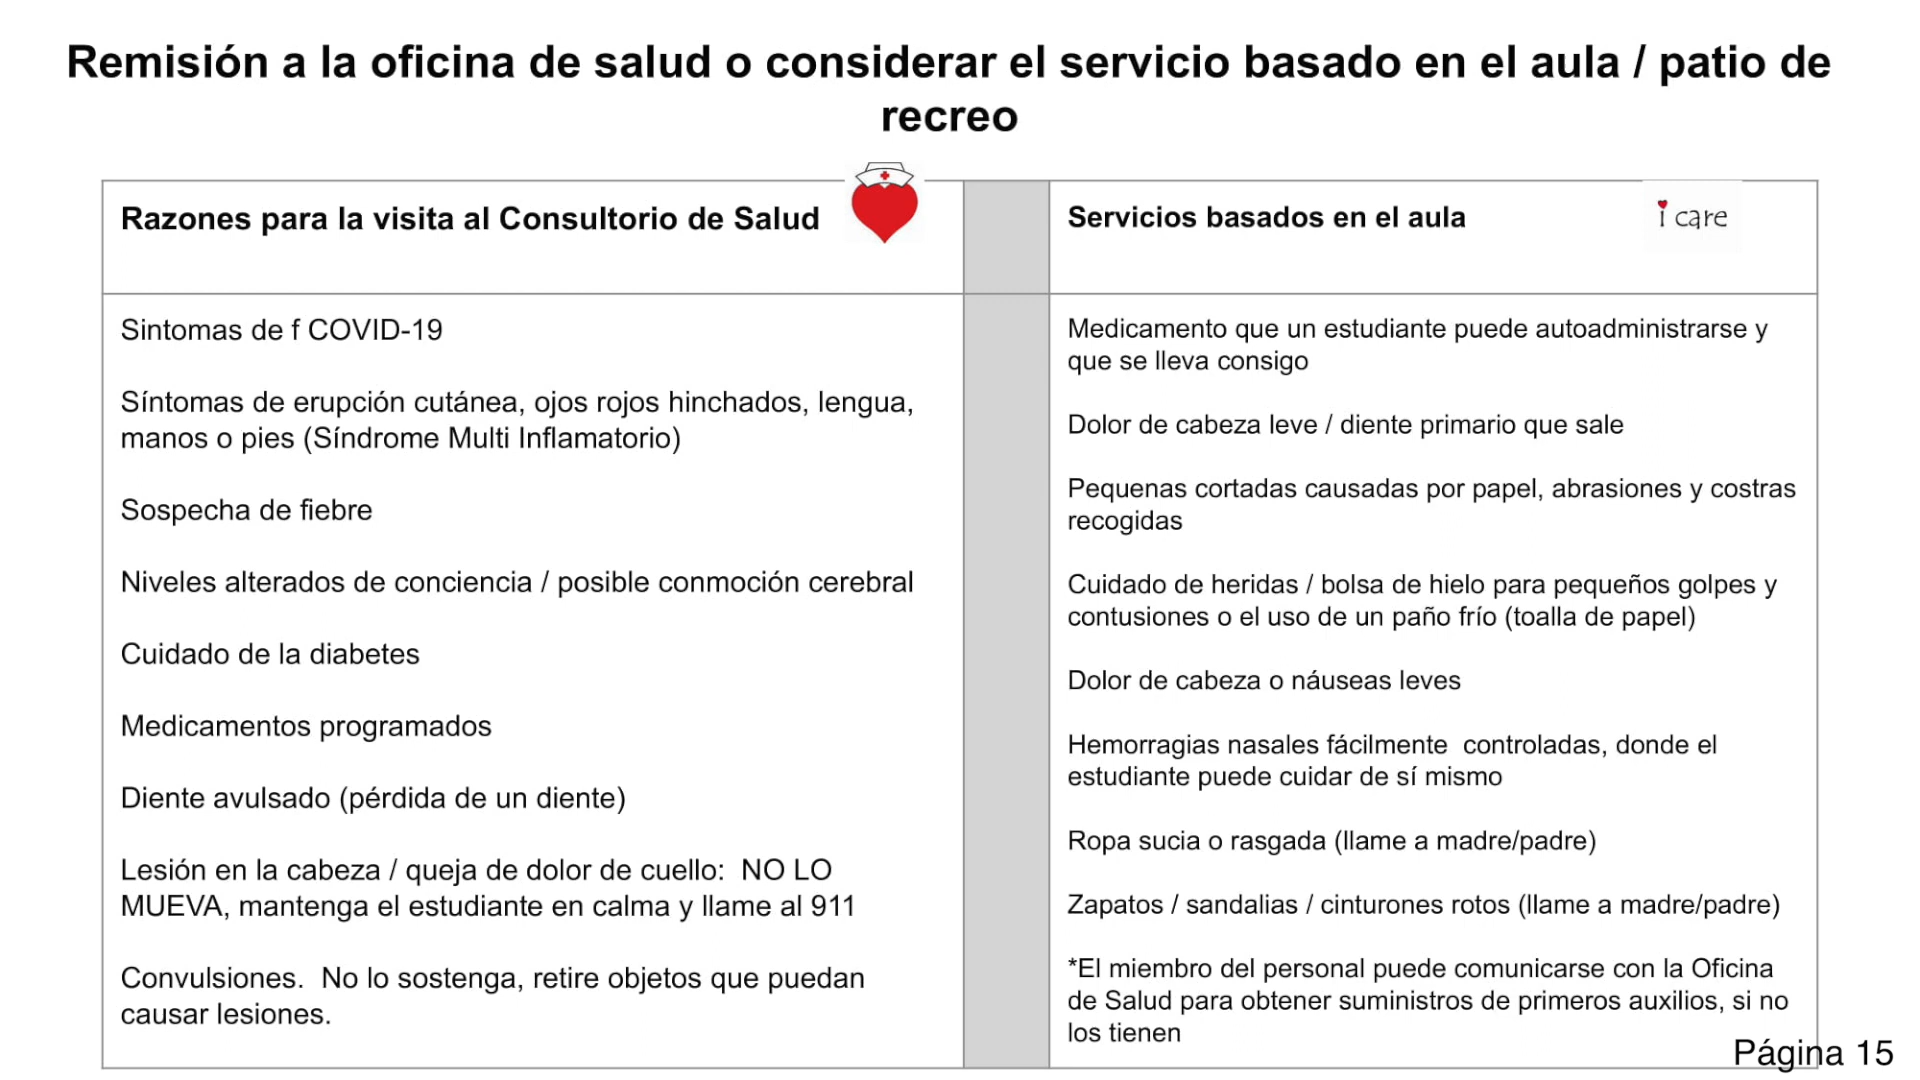 Remisión a la oficina de salud o considerar el servicio basado en el aula / patio de
recreo
Razones para la visita al Consultorio de Salud
Sintomas de f COVID-19
Síntomas de erupción cutánea, ojos rojos hinchados, lengua,
manos o pies (Síndrome Multi Inflamatorio)
Sospecha de fiebre
Niveles alterados de conciencia / posible conmoción cerebral
Cuidado de la diabetes
Medicamentos programados
Diente avulsado (pérdida de un diente)
Lesión en la cabeza / queja de dolor de cuello:  NO LO
MUEVA, mantenga el estudiante en calma y llame al 911
Convulsiones.  No lo sostenga, retire objetos que puedan
causar lesiones.
Servicios basados en el aula
i care
Medicamento que un estudiante puede autoadministrarse y
que se lleva consigo
Dolor de cabeza leve / diente primario que sale
Pequenas cortadas causadas por papel, abrasiones y costras
recogidas
Cuidado de heridas / bolsa de hielo para pequeños golpes y
contusiones o el uso de un paño frío (toalla de papel)
Dolor de cabeza o náuseas leves
Hemorragias nasales fácilmente  controladas, donde el
estudiante puede cuidar de sí mismo
Ropa sucia o rasgada (llame a madre/padre)
Zapatos / sandalias / cinturones rotos (llame a madre/padre)
*El miembro del personal puede comunicarse con la Oficina
de Salud para obtener suministros de primeros auxilios, si no
los tienen
Página 15